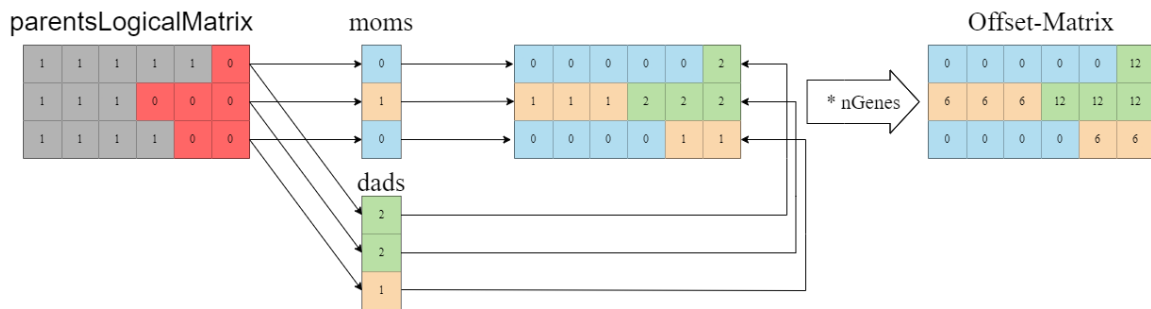 parentsLogicalMatrix
moms
Offset-Matrix
1 1 1 1 1 0
0
0 0 0 0 0 2
0 0 0 0 0 12
1 1 1 0 0 0
1
1 1 1 2 2 2
* nGenes
6 6 6 12 12 12
1 1 1 1 0 0
0
0 0 0 0 1 1
0 0 0 0 6 6
dads
2
2
1